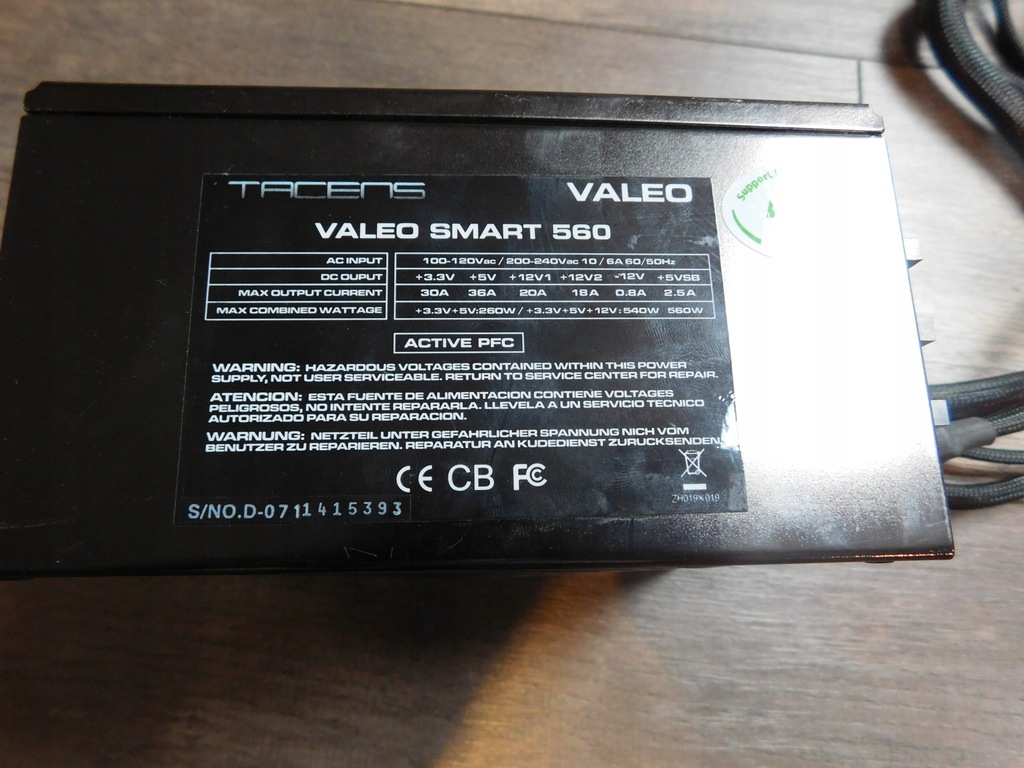 TACENS VALEO
Support
VALEO SMART 560
AC INPUT 100-120Vac / 200-240Vac 10 / 6A 60/50Hz
DC OUPUT +3.3V +5V +12V1 +12V2 -12V +5VSB
MAX OUTPUT CURRENT 30A 36A 20A 18A 0.8A 2.5A
MAX COMBINED WATTAGE +3.3V+5V:260W / +3.3V+5V+12V:540W 560W
ACTIVE PFC
WARNING: HAZARDOUS VOLTAGES CONTAINED WITHIN THIS POWER
SUPPLY, NOT USER SERVICEABLE. RETURN TO SERVICE CENTER FOR REPAIR.
ATENCION: ESTA FUENTE DE ALIMENTACION CONTIENE VOLTAGES
PELIGROSOS, NO INTENTE REPARARLA. LLEVELA A UN SERVICIO TECNICO
AUTORIZADO PARA SU REPARACION.
WARNUNG: NETZTEIL UNTER GEFAHRLICHER SPANNUNG NICH VOM
BENUTZER ZU REPARIEREN. REPARATUR AN KUDEDIENST ZURUCKSENDEN.
CE CB FC
S/NO.D-0711415393